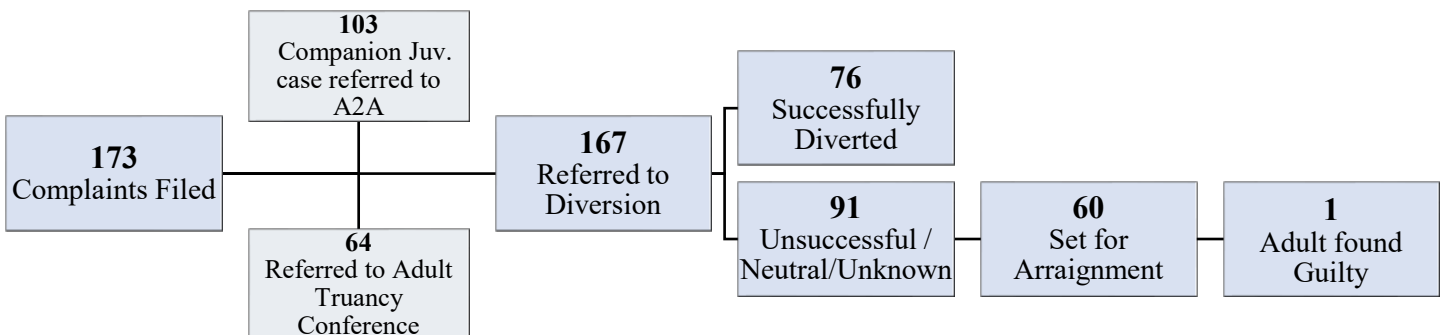 173
Complaints Filed
103
Companion Juv.
case referred to
A2A
64
Referred to Adult
Truancy
Conference
167
Referred to
Diversion
76
Successfully
Diverted
91
Unsuccessful /
Neutral/Unknown
60
Set for
Arraignment
1
Adult found
Guilty